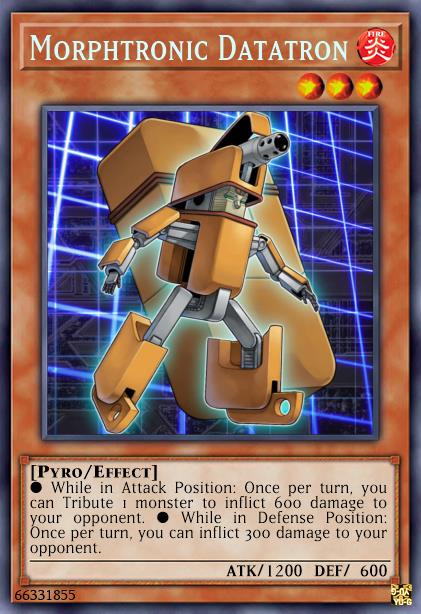 Morphtronic Datatron
FIRE
炎
[Pyro/Effect]
● While in Attack Position: Once per turn, you
can Tribute 1 monster to inflict 600 damage to
your opponent. ● While in Defense Position:
Once per turn, you can inflict 300 damage to your
opponent.
ATK/1200 DEF/ 600
66331855